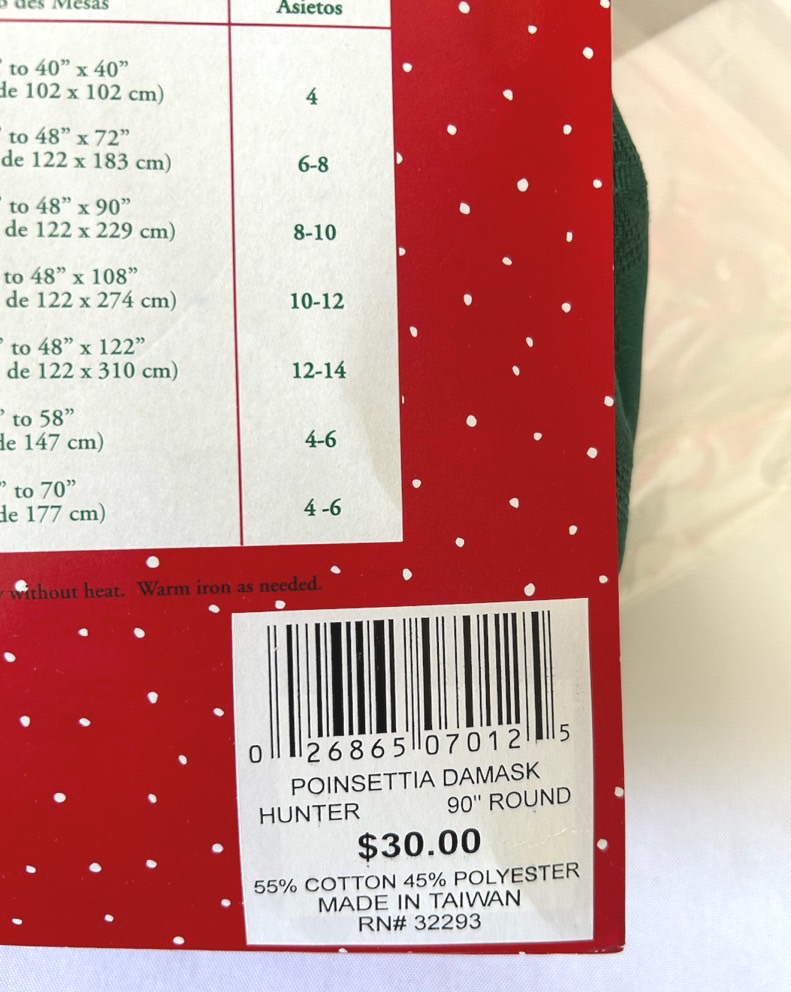 des Mesas Asietos
to 40” x 40”
de 102 x 102 cm) 4
to 48” x 72”
de 122 x 183 cm) 6-8
to 48” x 90”
de 122 x 229 cm) 8-10
to 48” x 108”
de 122 x 274 cm) 10-12
to 48” x 122”
de 122 x 310 cm) 12-14
” to 58”
de 147 cm) 4-6
” to 70”
de 177 cm) 4 -6
without heat. Warm iron as needed.
0 26865 07012 5
POINSETTIA DAMASK
HUNTER 90" ROUND
$30.00
55% COTTON 45% POLYESTER
MADE IN TAIWAN
RN# 32293